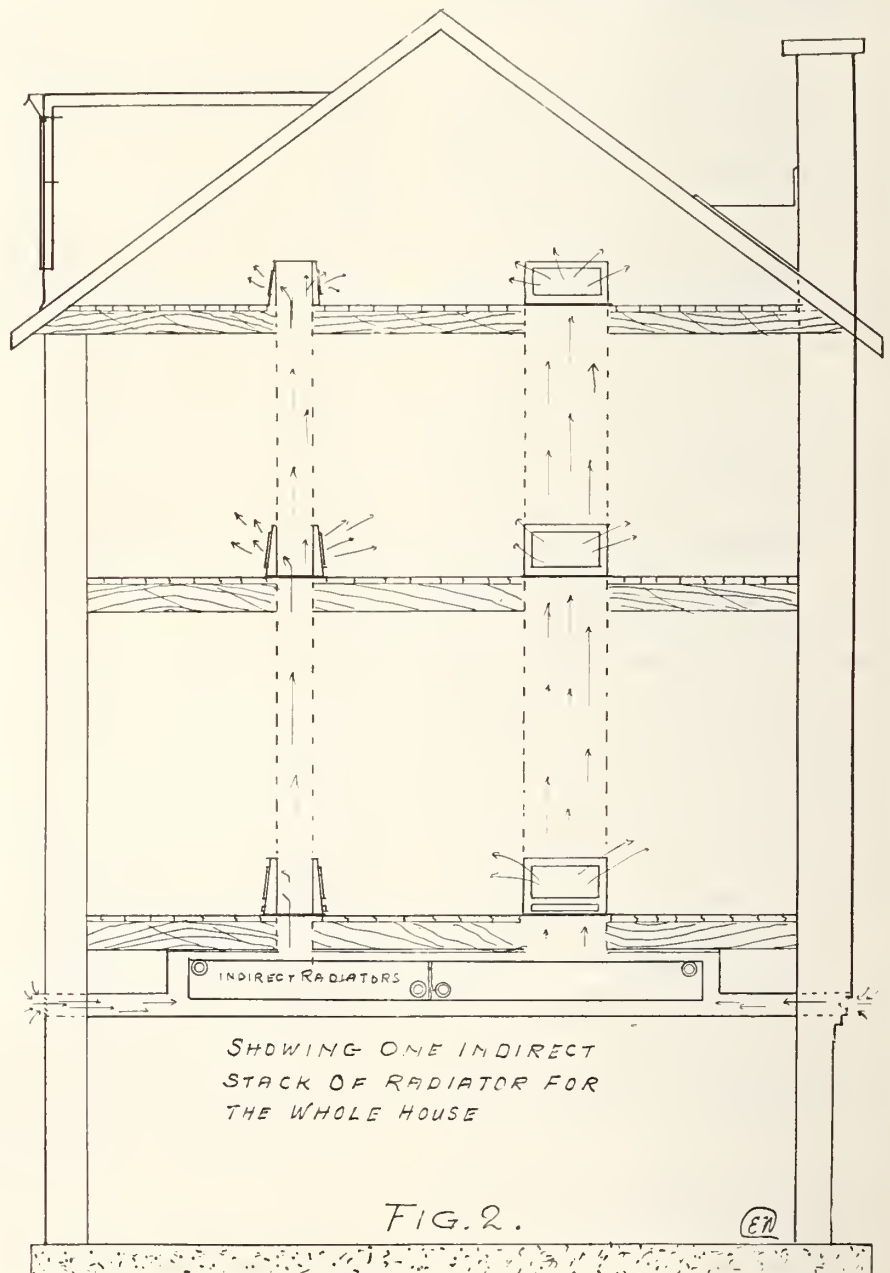 INDIRECT RADIATORS
SHOWING ONE INDIRECT
STACK OF RADIATOR FOR
THE WHOLE HOUSE
FIG. 2.
EN